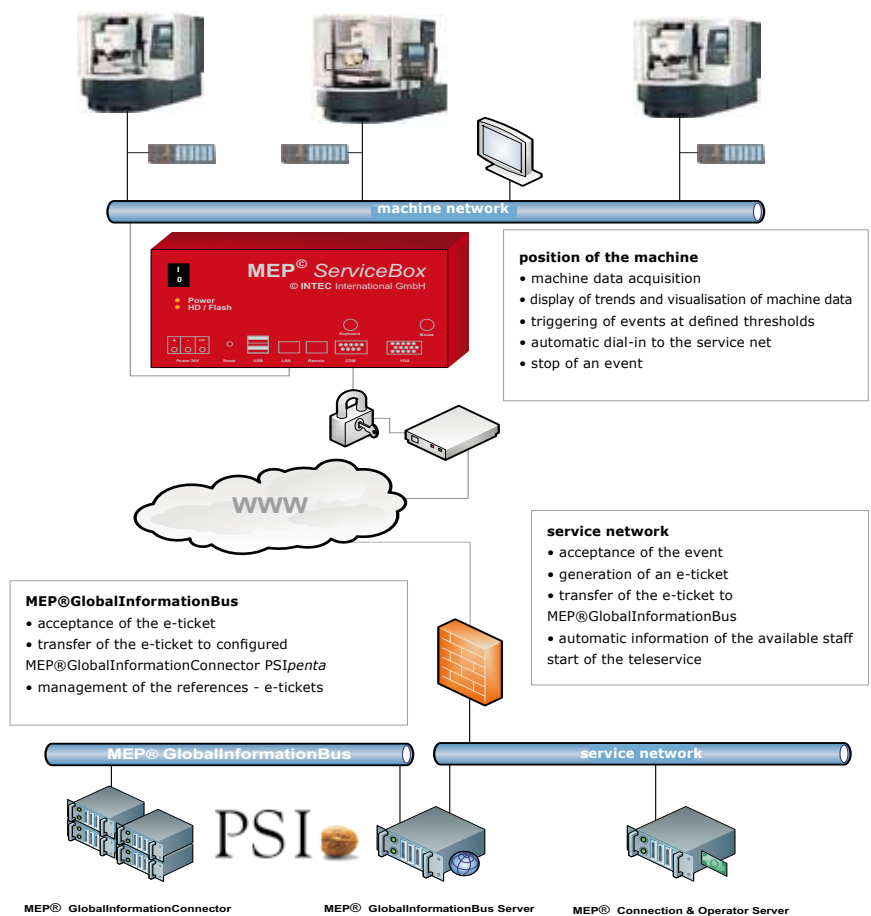 machine network
I
0
MEP© ServiceBox
© INTEC International GmbH
Power
HD / Flash
Keyboard
Mouse
+ -
Power 24V
Reset
USB
LAN
Remote
COM
VGA
position of the machine
• machine data acquisition
• display of trends and visualisation of machine data
• triggering of events at defined thresholds
• automatic dial-in to the service net
• stop of an event
www
service network
• acceptance of the event
• generation of an e-ticket
• transfer of the e-ticket to
MEP®GlobalInformationBus
• automatic information of the available staff
start of the teleservice
MEP®GlobalInformationBus
• acceptance of the e-ticket
• transfer of the e-ticket to configured
MEP®GlobalInformationConnector PSIpenta
• management of the references - e-tickets
MEP® GlobalInformationBus
service network
PSI
MEP® GlobalInformationConnector
MEP® GlobalInformationBus Server
MEP® Connection & Operator Server